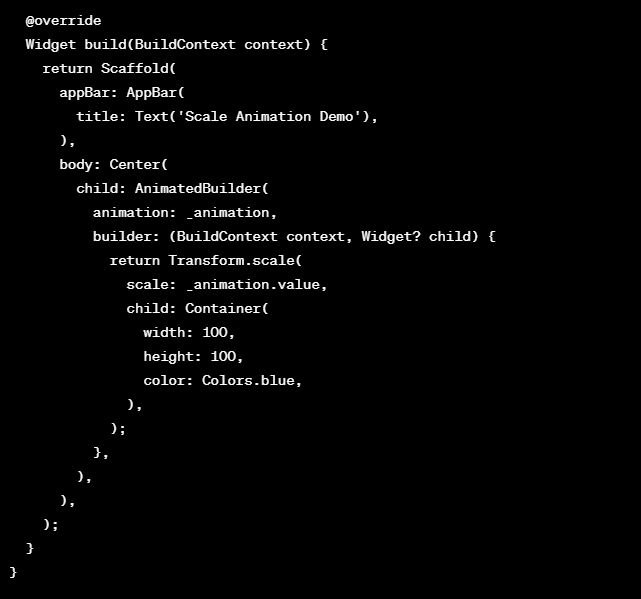 @override
Widget build(BuildContext context) {
return Scaffold(
appBar: AppBar(
title: Text('Scale Animation Demo'),
),
body: Center(
child: AnimatedBuilder(
animation: _animation,
builder: (BuildContext context, Widget? child) {
return Transform.scale(
scale: _animation.value,
child: Container(
width: 100,
height: 100,
color: Colors.blue,
),
);
},
),
),
);
}
}